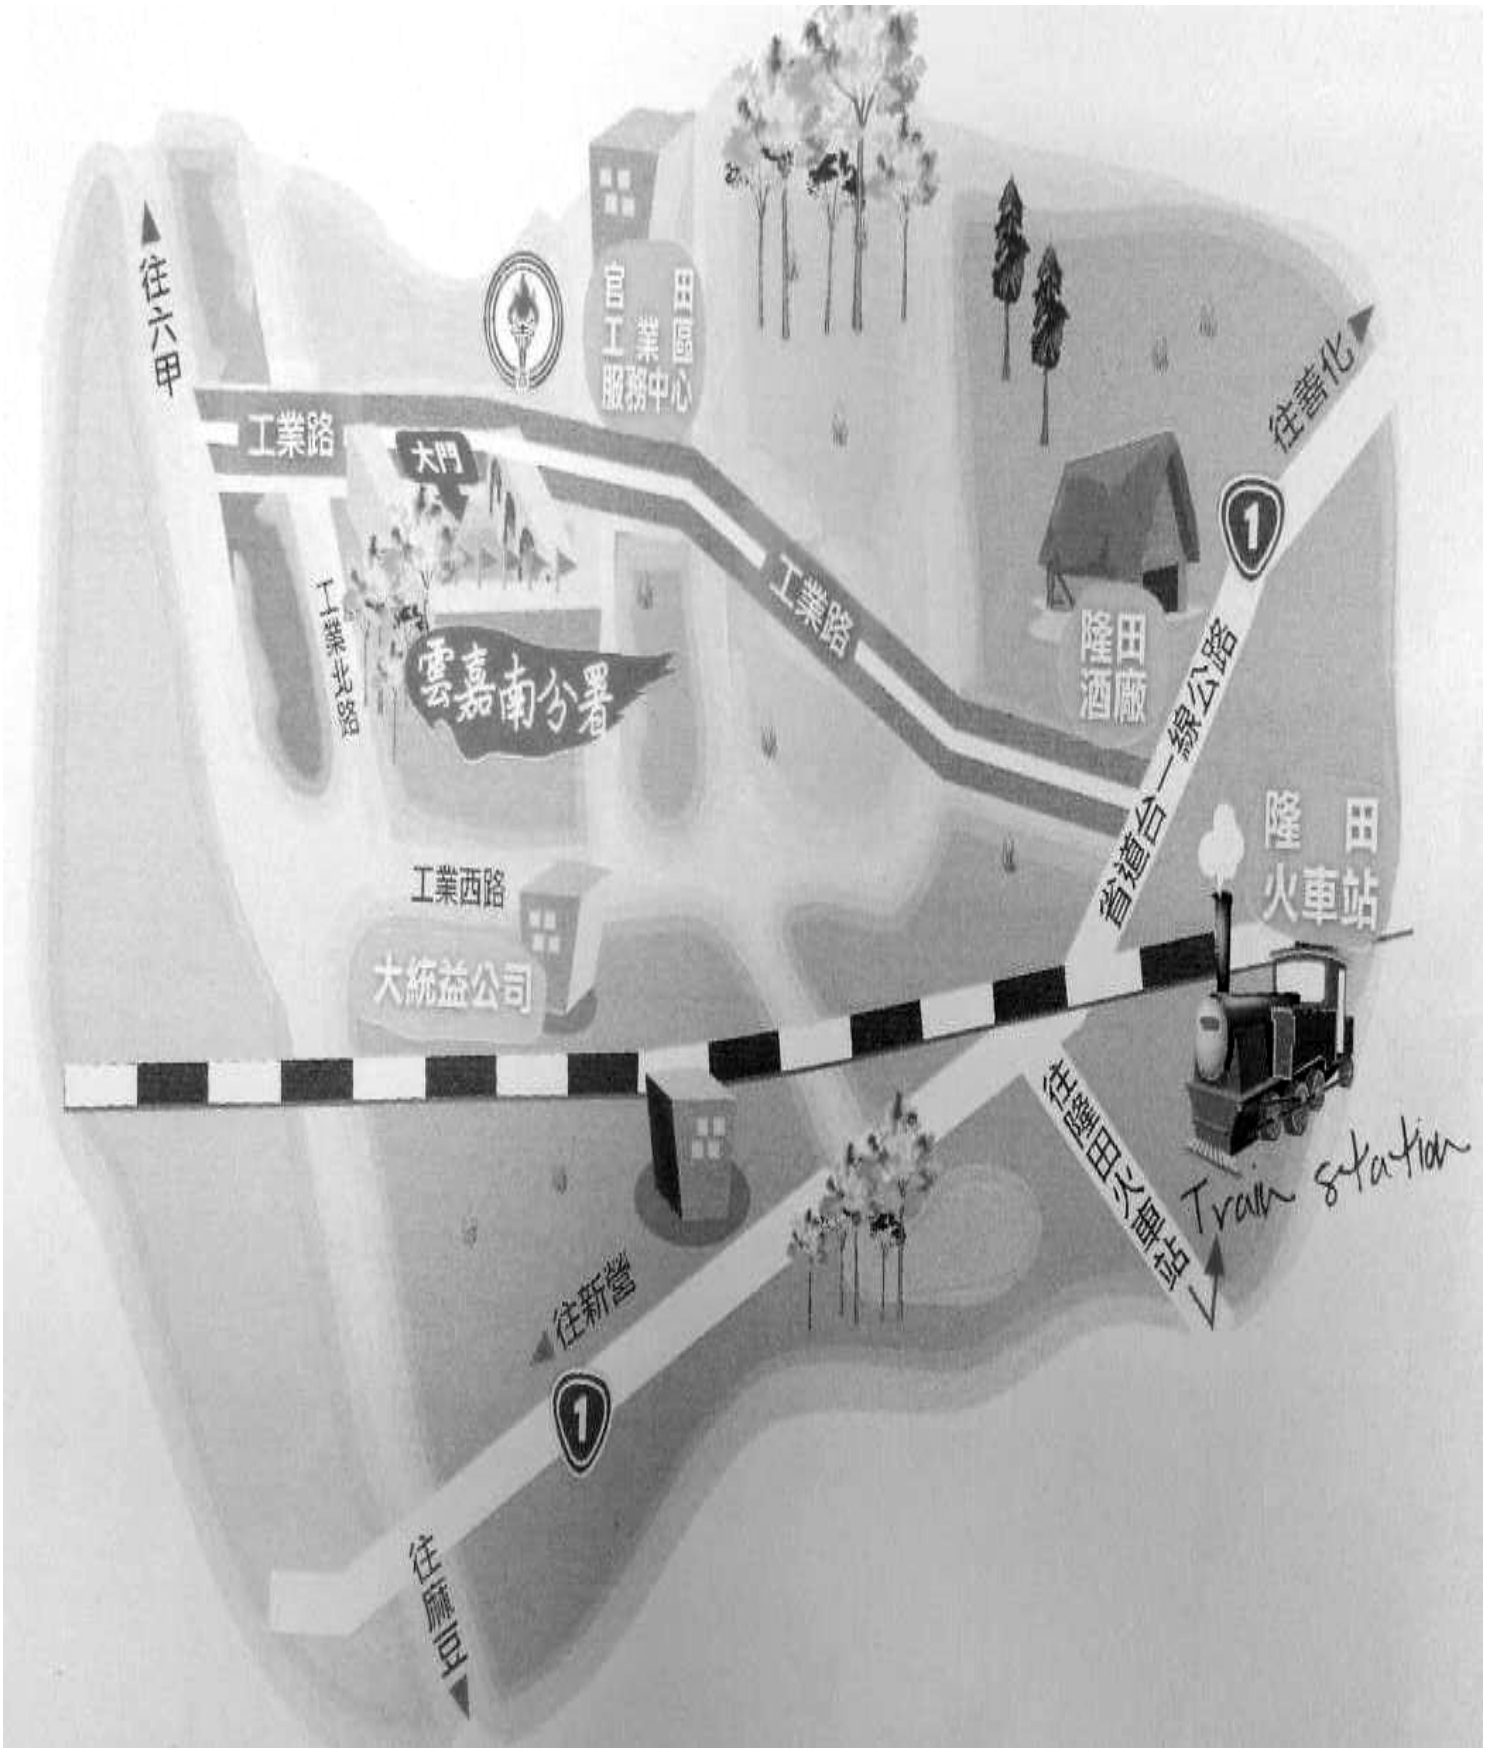 往六甲
官田
工業區
服務中心
往善化
工業路
大門
1
工業路
工業北路
隆田
酒廠
雲嘉南分署
省道台一線公路
隆田
火車站
工業西路
大統益公司
往隆田火車站
Train station
往新營
1
往麻豆